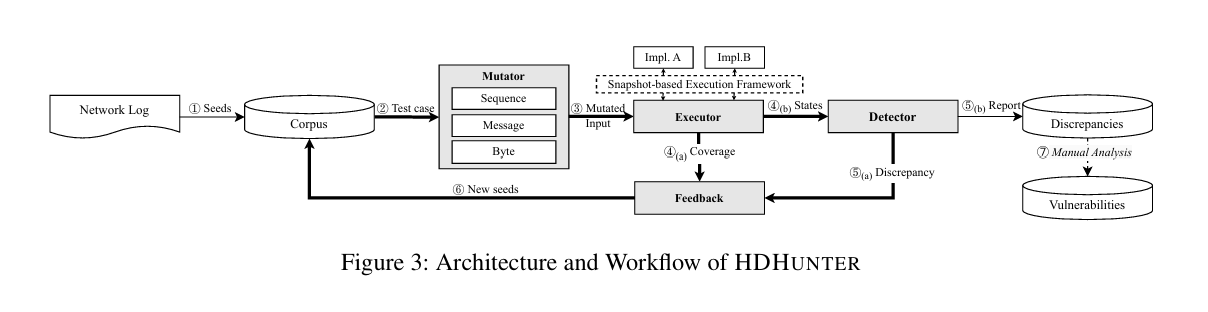 Network Log
① Seeds
Corpus
② Test case
Mutator
Sequence
Message
Byte
③ Mutated
Input
Impl. A
Impl.B
Snapshot-based Execution Framework
Executor
④(a) Coverage
④(b) States
Detector
⑤(a) Discrepancy
⑤(b) Report
Discrepancies
⑦ Manual Analysis
Vulnerabilities
Feedback
⑥ New seeds
Figure 3: Architecture and Workflow of HDHUNTER